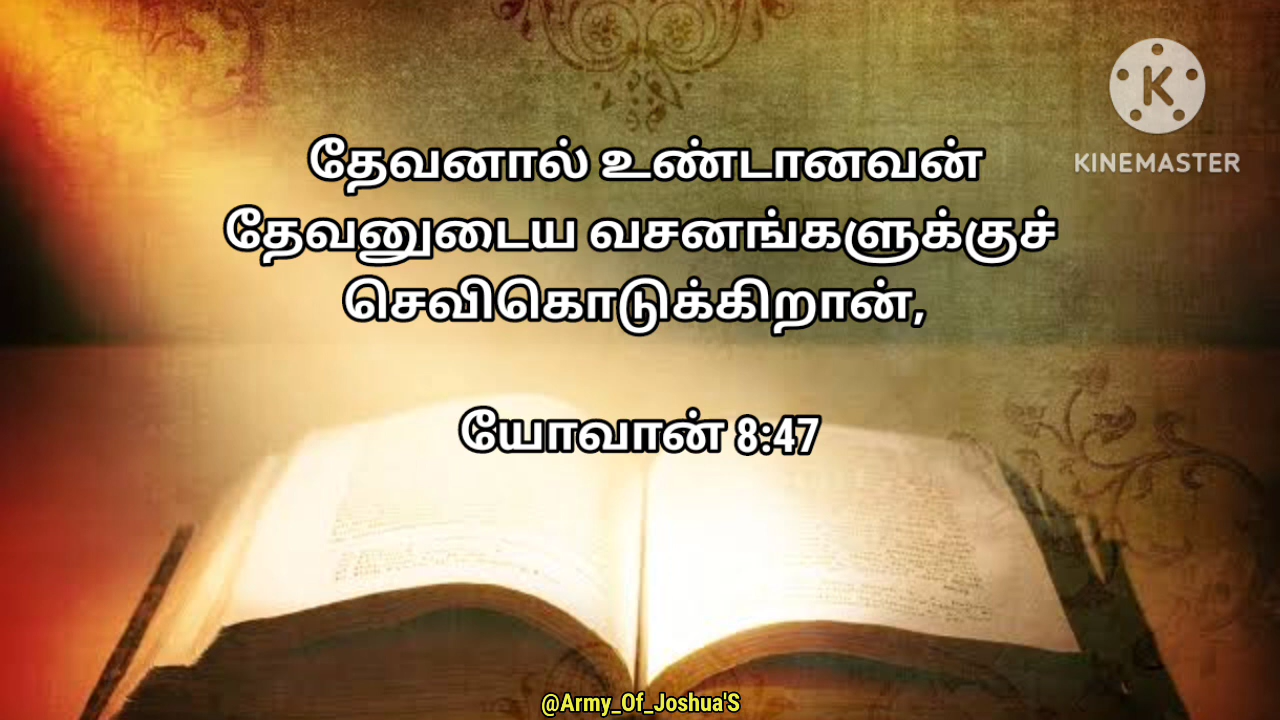 தேவனால் உண்டானவன்
தேவனுடைய வசனங்களுக்குச்
செவிகொடுக்கிறான்,
யோவான் 8:47
K
KINEMASTER
@Army_Of_Joshua'S